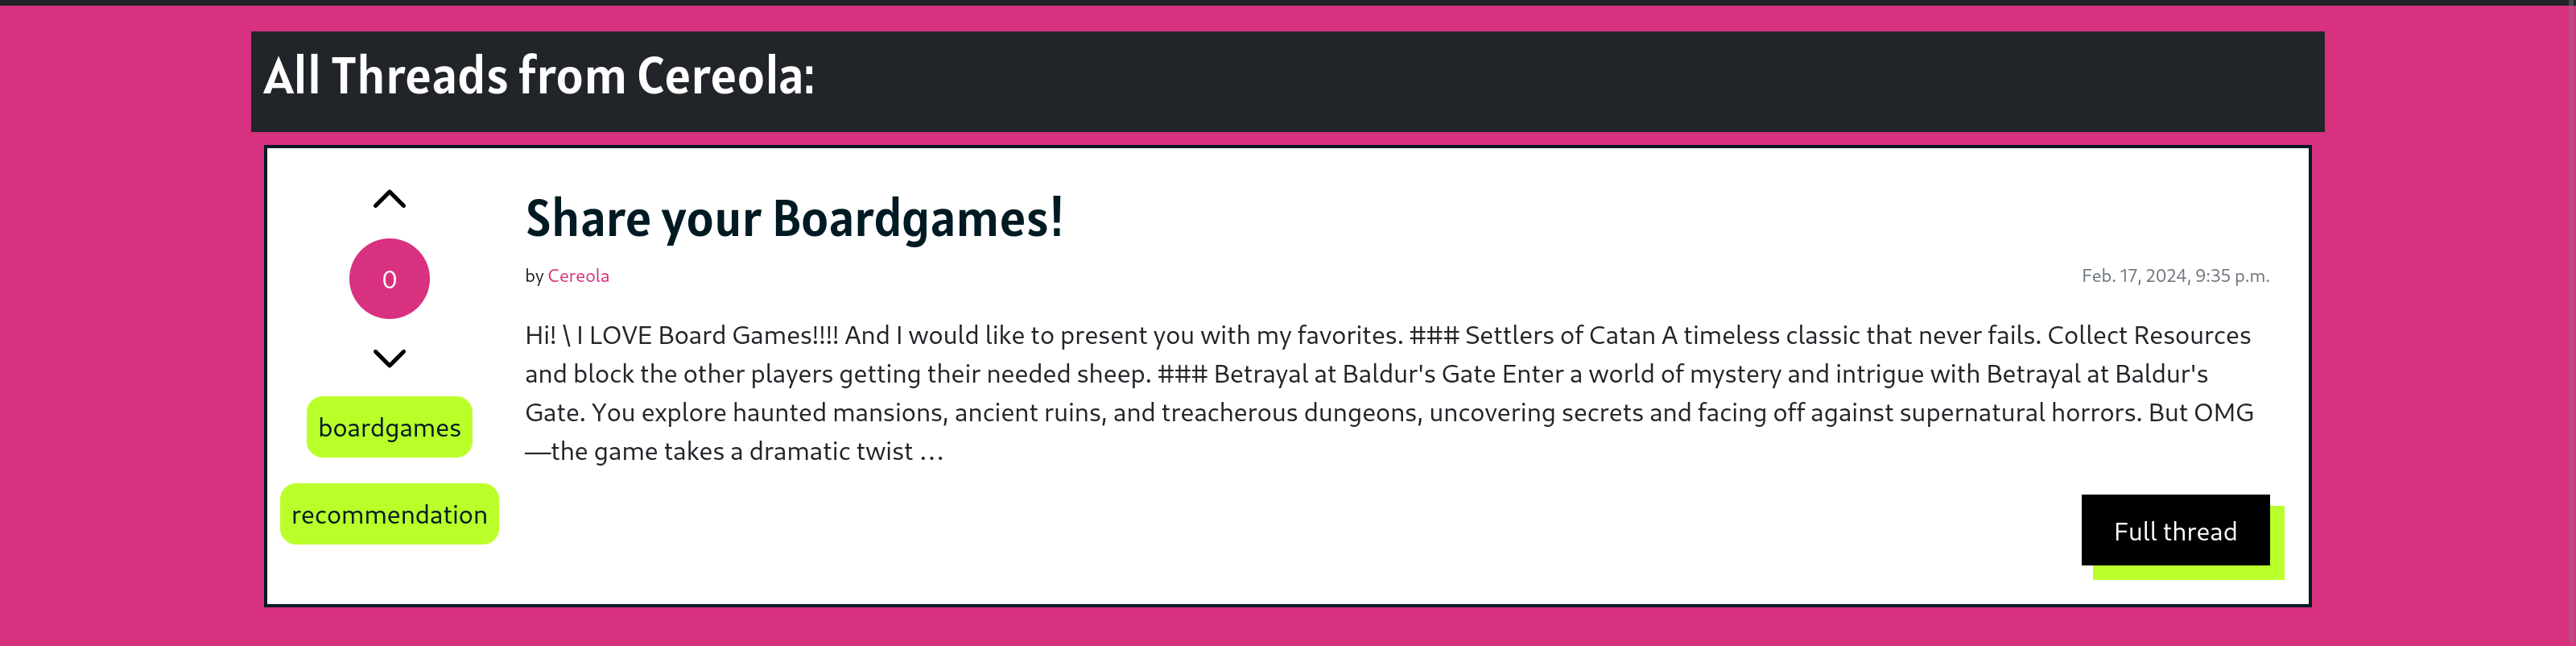 All Threads from Cereola:
0
boardgames
recommendation
Share your Boardgames!
by Cereola
Feb. 17, 2024, 9:35 p.m.
Hi! \ I LOVE Board Games!!!! And I would like to present you with my favorites. ### Settlers of Catan A timeless classic that never fails. Collect Resources
and block the other players getting their needed sheep. ### Betrayal at Baldur's Gate Enter a world of mystery and intrigue with Betrayal at Baldur's
Gate. You explore haunted mansions, ancient ruins, and treacherous dungeons, uncovering secrets and facing off against supernatural horrors. But OMG
—the game takes a dramatic twist …
Full thread